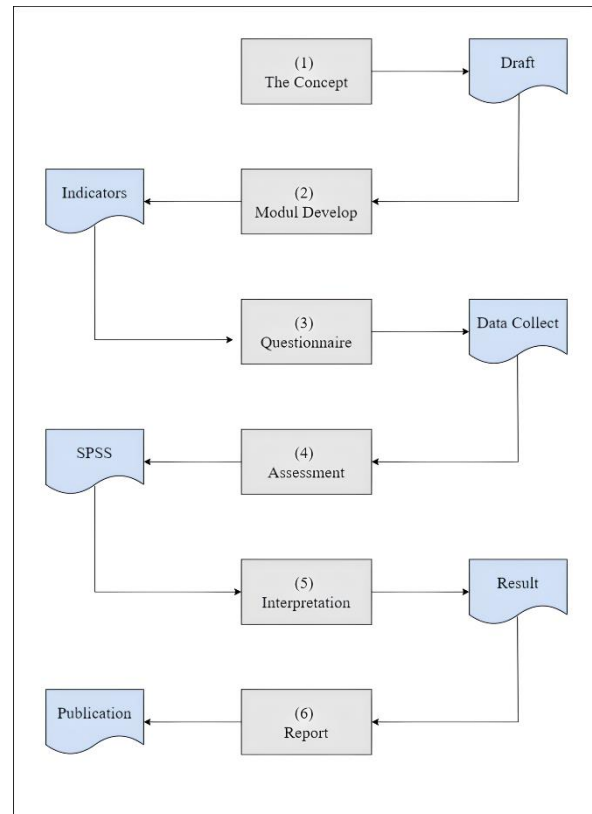 (1)
The Concept
Draft
Indicators
(2)
Modul Develop
(3)
Questionnaire
Data Collect
SPSS
(4)
Assessment
(5)
Interpretation
Result
Publication
(6)
Report